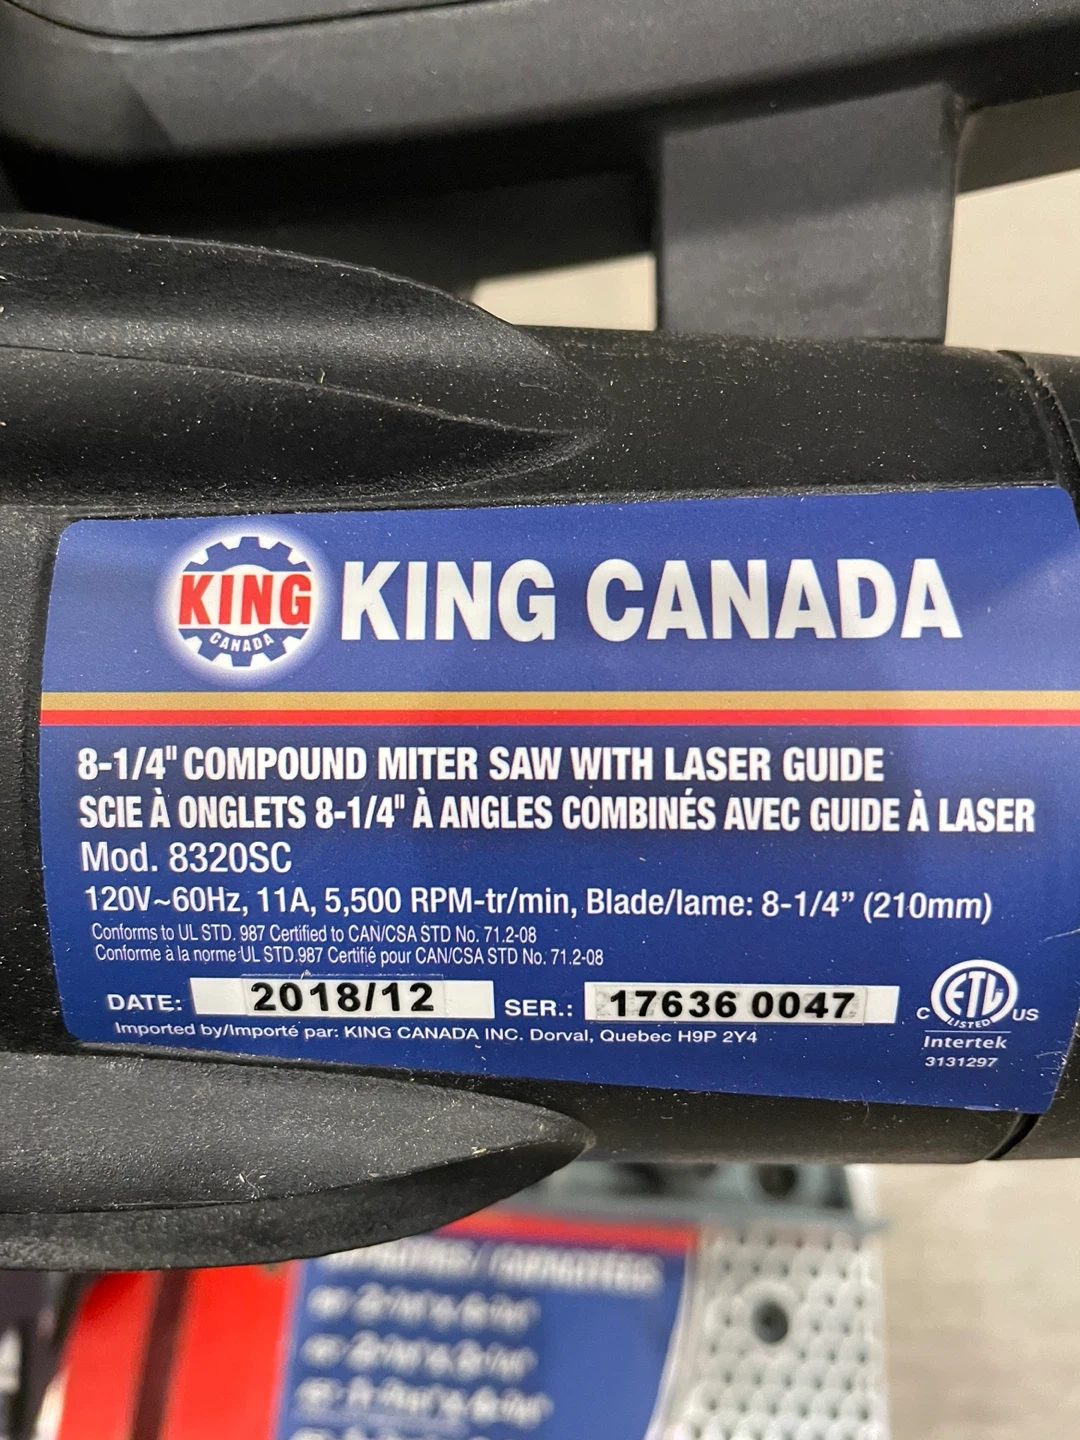 KING
CANADA
KING CANADA
8-1/4" COMPOUND MITER SAW WITH LASER GUIDE
SCIE À ONGLETS 8-1/4" À ANGLES COMBINÉS AVEC GUIDE À LASER
Mod. 8320SC
120V~60Hz, 11A, 5,500 RPM-tr/min, Blade/lame: 8-1/4” (210mm)
Conforms to UL STD. 987 Certified to CAN/CSA STD No. 71.2-08
Conforme à la norme UL STD.987 Certifié pour CAN/CSA STD No. 71.2-08
DATE: 2018/12 SER.: 17636 0047
Imported by/Importé par: KING CANADA INC. Dorval, Quebec H9P 2Y4
C ETL US
LISTED
Intertek
3131297